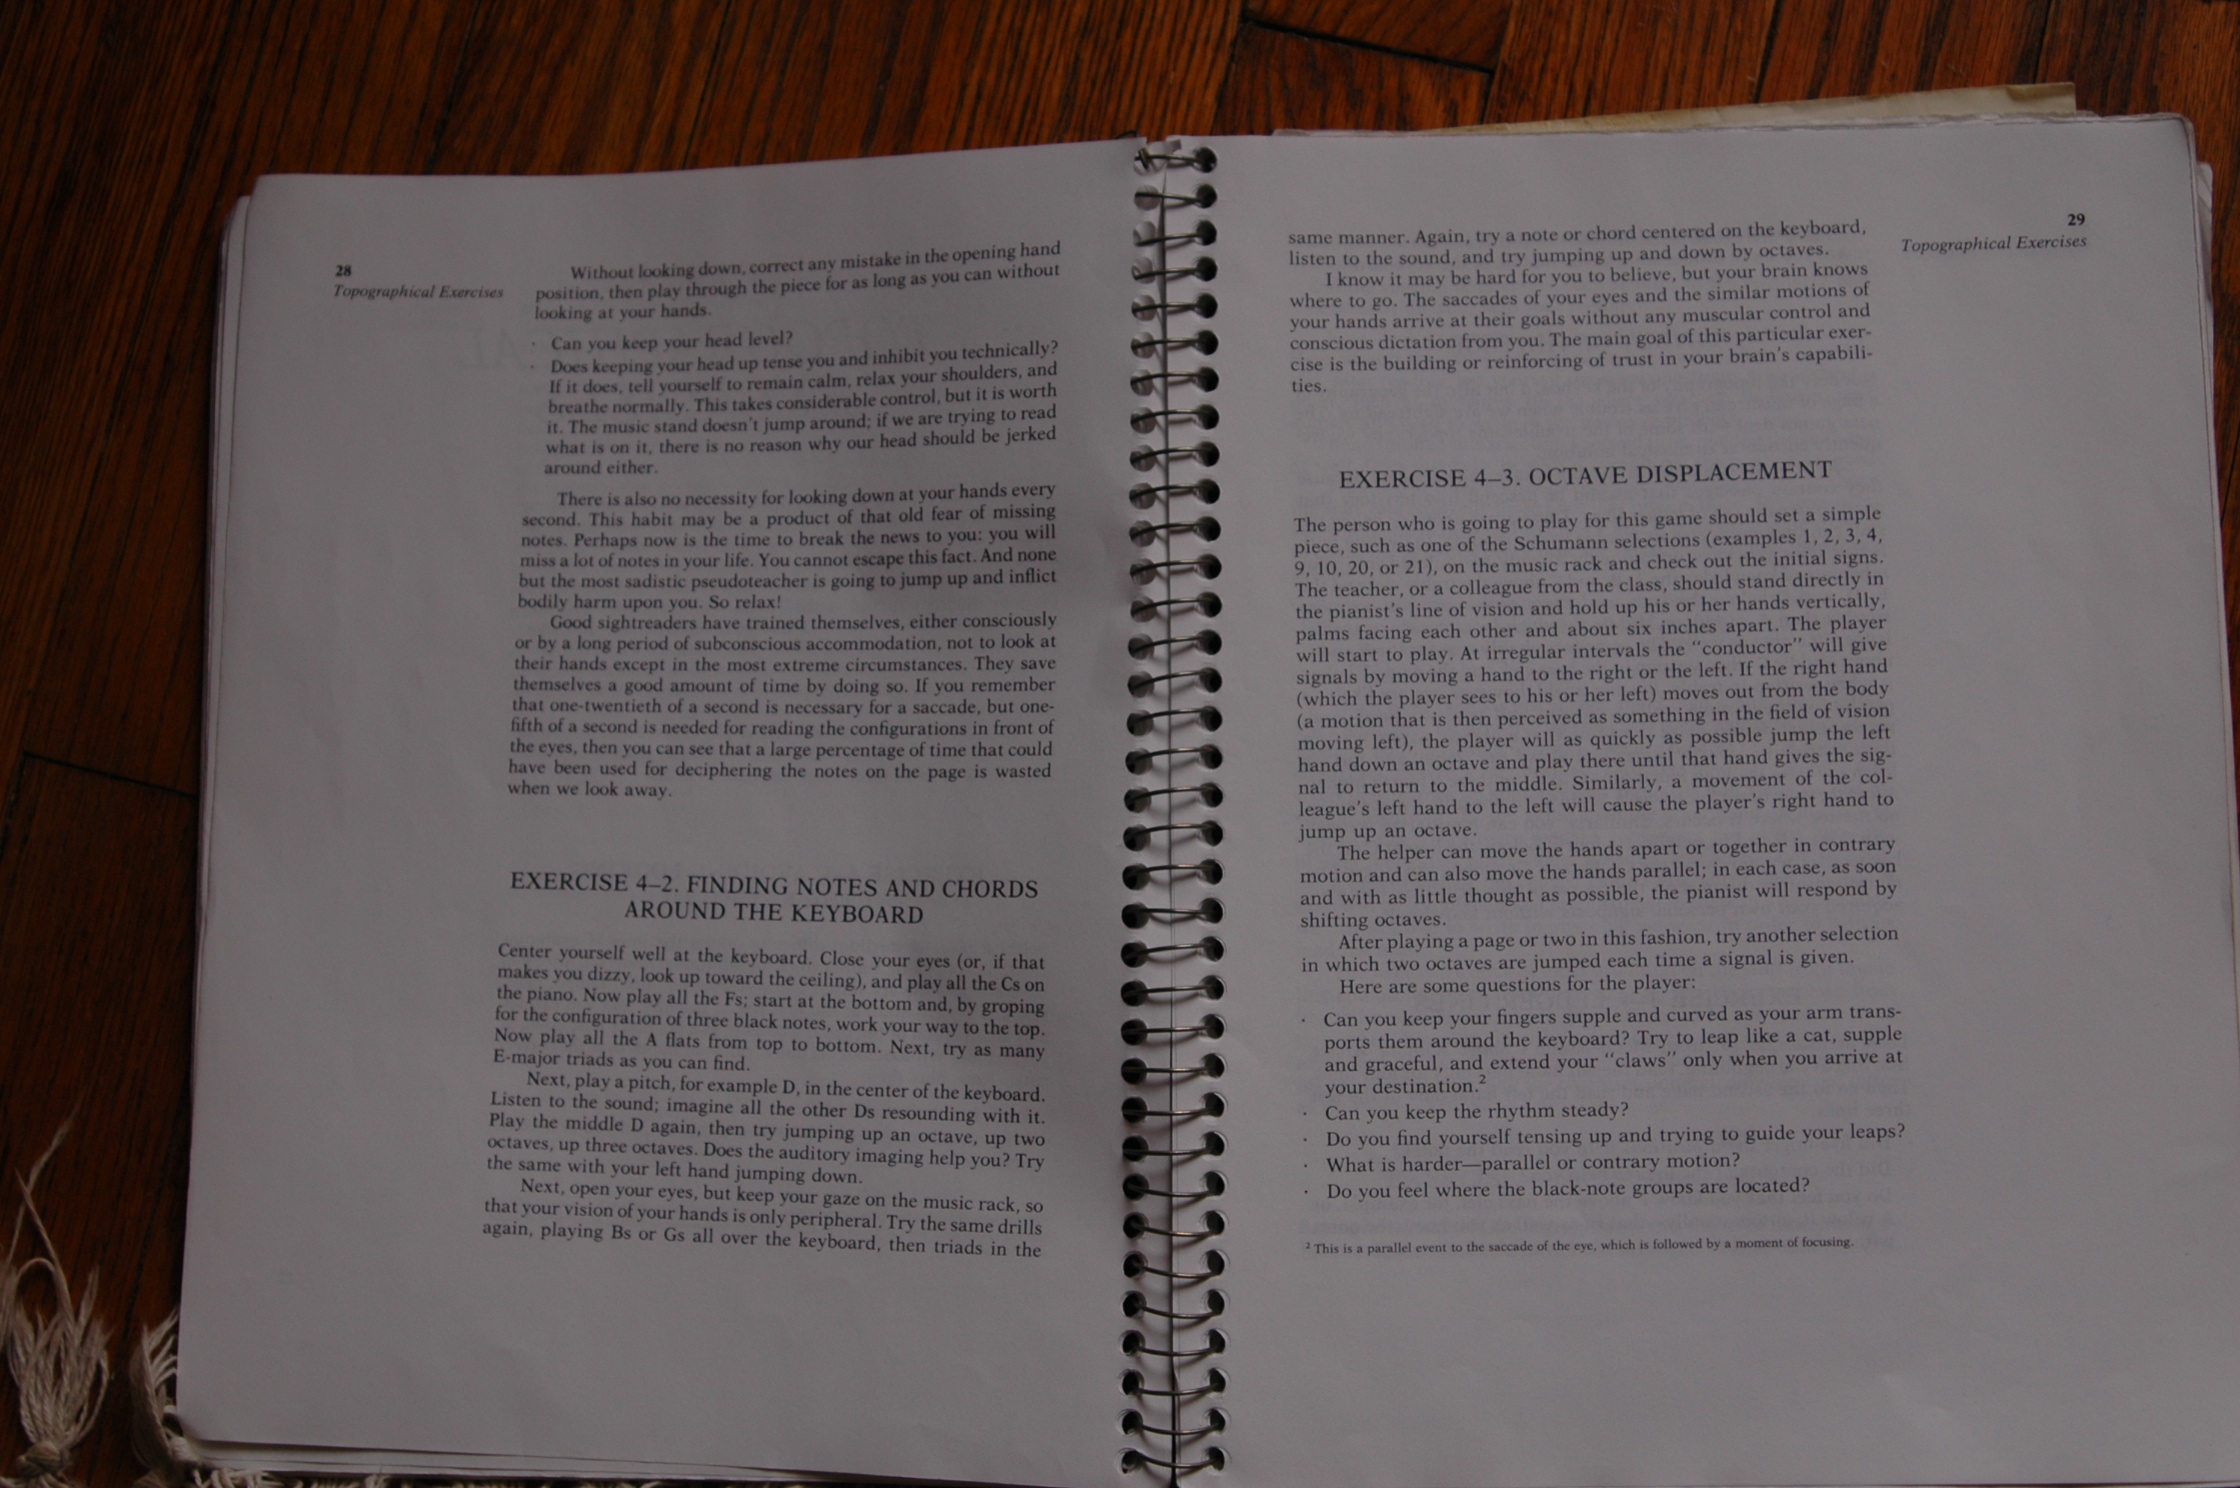 28
Topographical Exercises
Without looking down, correct any mistake in the opening hand
position, then play through the piece for as long as you can without
looking at your hands.
· Can you keep your head level?
· Does keeping your head up tense you and inhibit you technically?
If it does, tell yourself to remain calm, relax your shoulders, and
breathe normally. This takes considerable control, but it is worth
it. The music stand doesn't jump around; if we are trying to read
what is on it, there is no reason why our head should be jerked
around either.
There is also no necessity for looking down at your hands every
second. This habit may be a product of that old fear of missing
notes. Perhaps now is the time to break the news to you: you will
miss a lot of notes in your life. You cannot escape this fact. And none
but the most sadistic pseudoteacher is going to jump up and inflict
bodily harm upon you. So relax!
Good sightreaders have trained themselves, either consciously
or by a long period of subconscious accommodation, not to look at
their hands except in the most extreme circumstances. They save
themselves a good amount of time by doing so. If you remember
that one-twentieth of a second is necessary for a saccade, but one-
fifth of a second is needed for reading the configurations in front of
the eyes, then you can see that a large percentage of time that could
have been used for deciphering the notes on the page is wasted
when we look away.
EXERCISE 4–2. FINDING NOTES AND CHORDS
AROUND THE KEYBOARD
Center yourself well at the keyboard. Close your eyes (or, if that
makes you dizzy, look up toward the ceiling), and play all the Cs on
the piano. Now play all the Fs; start at the bottom and, by groping
for the configuration of three black notes, work your way to the top.
Now play all the A flats from top to bottom. Next, try as many
E-major triads as you can find.
Next, play a pitch, for example D, in the center of the keyboard.
Listen to the sound; imagine all the other Ds resounding with it.
Play the middle D again, then try jumping up an octave, up two
octaves, up three octaves. Does the auditory imaging help you? Try
the same with your left hand jumping down.
Next, open your eyes, but keep your gaze on the music rack, so
that your vision of your hands is only peripheral. Try the same drills
again, playing Bs or Gs all over the keyboard, then triads in the
29
Topographical Exercises
same manner. Again, try a note or chord centered on the keyboard,
listen to the sound, and try jumping up and down by octaves.
I know it may be hard for you to believe, but your brain knows
where to go. The saccades of your eyes and the similar motions of
your hands arrive at their goals without any muscular control and
conscious dictation from you. The main goal of this particular exer-
cise is the building or reinforcing of trust in your brain's capabili-
ties.
EXERCISE 4–3. OCTAVE DISPLACEMENT
The person who is going to play for this game should set a simple
piece, such as one of the Schumann selections (examples 1, 2, 3, 4,
9, 10, 20, or 21), on the music rack and check out the initial signs.
The teacher, or a colleague from the class, should stand directly in
the pianist's line of vision and hold up his or her hands vertically,
palms facing each other and about six inches apart. The player
will start to play. At irregular intervals the "conductor" will give
signals by moving a hand to the right or the left. If the right hand
(which the player sees to his or her left) moves out from the body
(a motion that is then perceived as something in the field of vision
moving left), the player will as quickly as possible jump the left
hand down an octave and play there until that hand gives the sig-
nal to return to the middle. Similarly, a movement of the col-
league's left hand to the left will cause the player's right hand to
jump up an octave.
The helper can move the hands apart or together in contrary
motion and can also move the hands parallel; in each case, as soon
and with as little thought as possible, the pianist will respond by
shifting octaves.
After playing a page or two in this fashion, try another selection
in which two octaves are jumped each time a signal is given.
Here are some questions for the player:
· Can you keep your fingers supple and curved as your arm trans-
ports them around the keyboard? Try to leap like a cat, supple
and graceful, and extend your "claws" only when you arrive at
your destination.²
· Can you keep the rhythm steady?
· Do you find yourself tensing up and trying to guide your leaps?
· What is harder—parallel or contrary motion?
· Do you feel where the black-note groups are located?
² This is a parallel event to the saccade of the eye, which is followed by a moment of focusing.